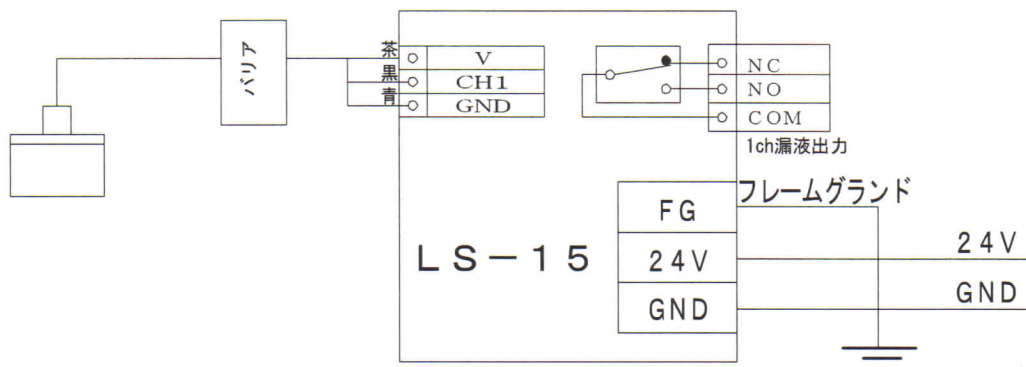 バリア
茶 V
黒 CH1
青 GND
NC
NO
COM
1ch漏液出力
フレームグランド
FG
LS-15
24V
24V
GND
GND